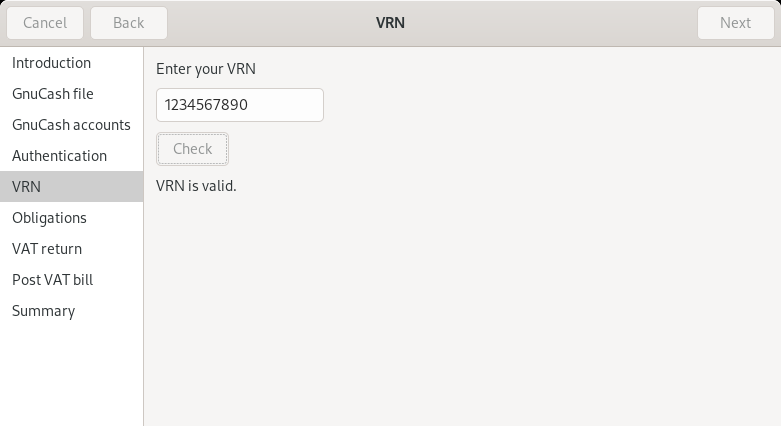 Cancel Back VRN Next
Introduction
GnuCash file
GnuCash accounts
Authentication
VRN
Obligations
VAT return
Post VAT bill
Summary
Enter your VRN
1234567890
Check
VRN is valid.